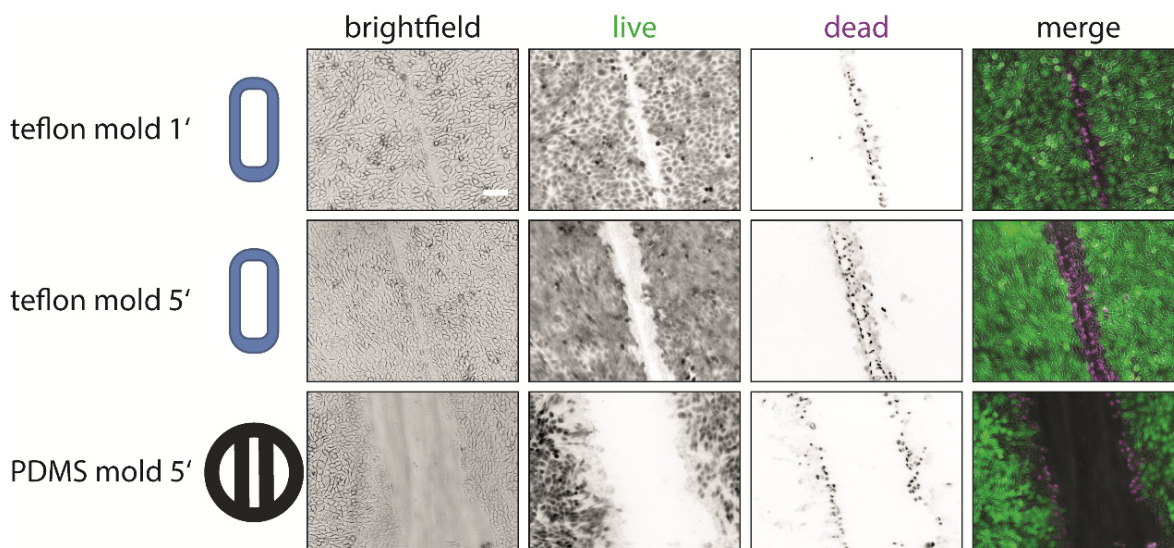 brightfield live dead merge
teflon mold 1‘
teflon mold 5‘
PDMS mold 5‘